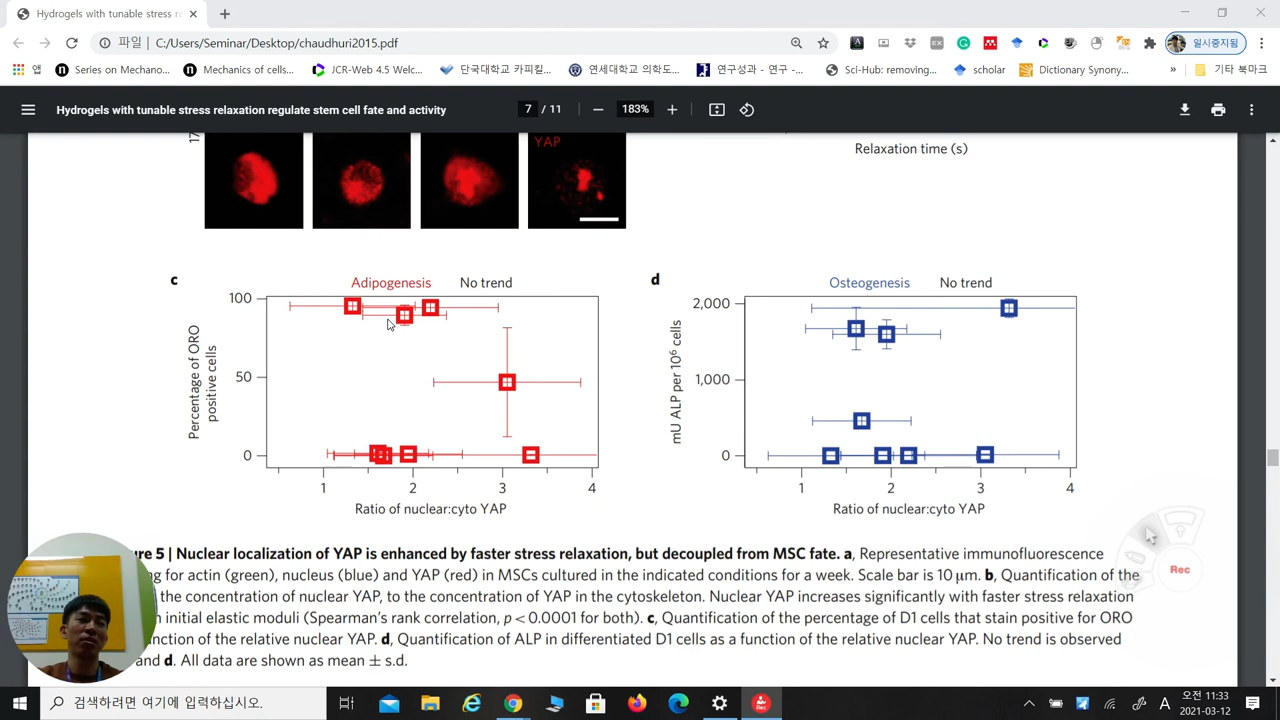 Hydrogels with tunable stress r
파일 | C:/Users/Seminar/Desktop/chaudhuri2015.pdf
일시중지됨
앱
Series on Mechano...
Mechanics of cells...
JCR-Web 4.5 Welc...
단국대학교 카피킬...
연세대학교 의학도...
연구성과 - 연구 -...
Sci-Hub: removing...
scholar
Dictionary Synony...
»
기타 북마크
Hydrogels with tunable stress relaxation regulate stem cell fate and activity
7 / 11
183%
17
YAP
Relaxation time (s)
c
Adipogenesis No trend
Percentage of ORO
positive cells
100
50
0
1 2 3 4
Ratio of nuclear:cyto YAP
d
Osteogenesis No trend
mU ALP per 10⁶ cells
2,000
1,000
0
1 2 3 4
Ratio of nuclear:cyto YAP
Rec
5 | Nuclear localization of YAP is enhanced by faster stress relaxation, but decoupled from MSC fate. a, Representative immunofluorescence
for actin (green), nucleus (blue) and YAP (red) in MSCs cultured in the indicated conditions for a week. Scale bar is 10 μm. b, Quantification of the
the concentration of nuclear YAP, to the concentration of YAP in the cytoskeleton. Nuclear YAP increases significantly with faster stress relaxation
initial elastic moduli (Spearman's rank correlation, p < 0.0001 for both). c, Quantification of the percentage of D1 cells that stain positive for ORO
function of the relative nuclear YAP. d, Quantification of ALP in differentiated D1 cells as a function of the relative nuclear YAP. No trend is observed
and d. All data are shown as mean ± s.d.
검색하려면 여기에 입력하십시오.
Rec
A
오전 11:33
2021-03-12